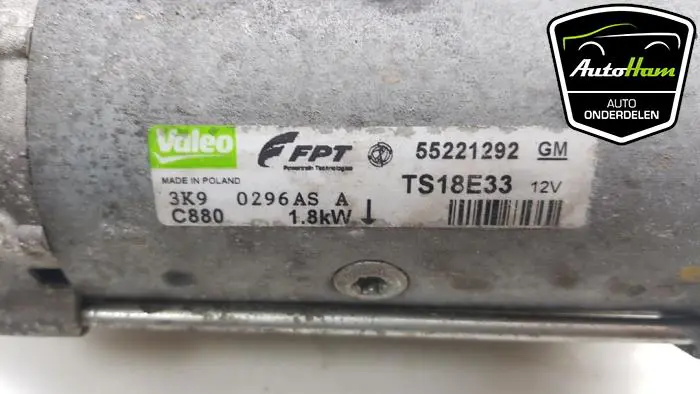 AutoHam
AUTO
ONDERDELEN
Valeo
FPT
Powertrain Technologies
55221292 GM
MADE IN POLAND
TS18E33 12V
3K9 0296AS A
C880 1.8kW